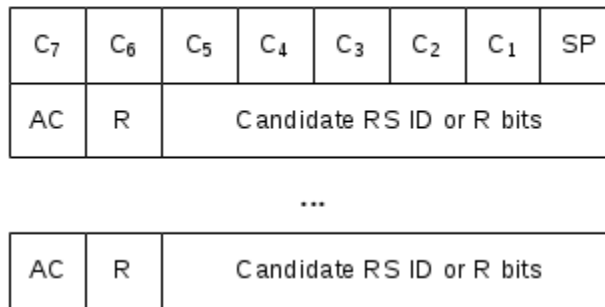 C₇ C₆ C₅ C₄ C₃ C₂ C₁ SP
AC R Candidate RS ID or R bits
...
AC R Candidate RS ID or R bits